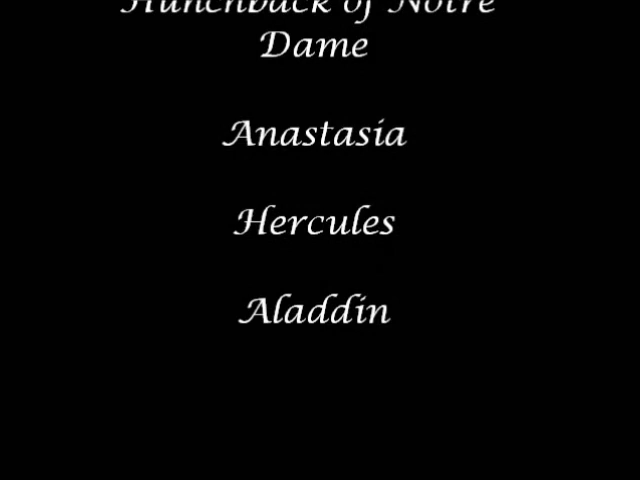 Hunchback of Notre
Dame
Anastasia
Hercules
Aladdin